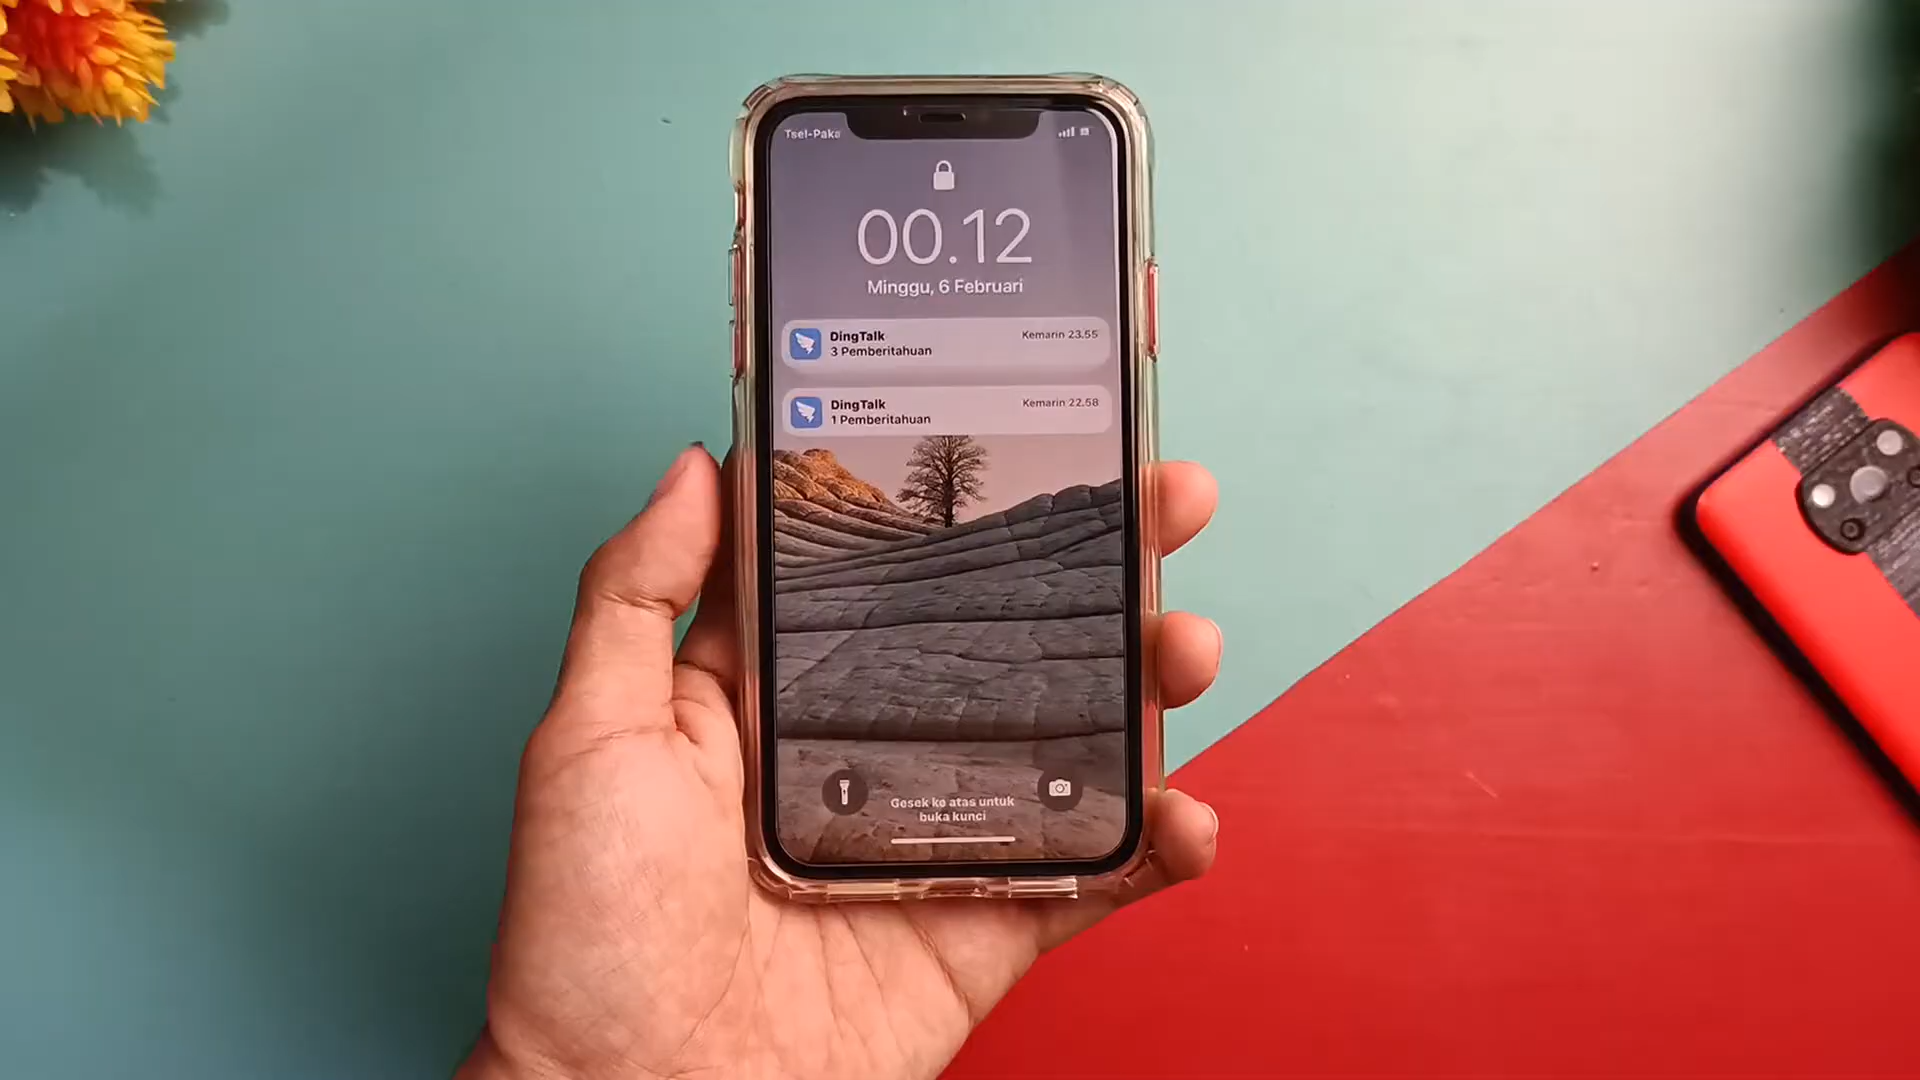 Tsel-Paka
00.12
Minggu, 6 Februari
DingTalk
Kemarin 23.55
3 Pemberitahuan
DingTalk
Kemarin 22.58
1 Pemberitahuan
Gesek ke atas untuk
buka kunci